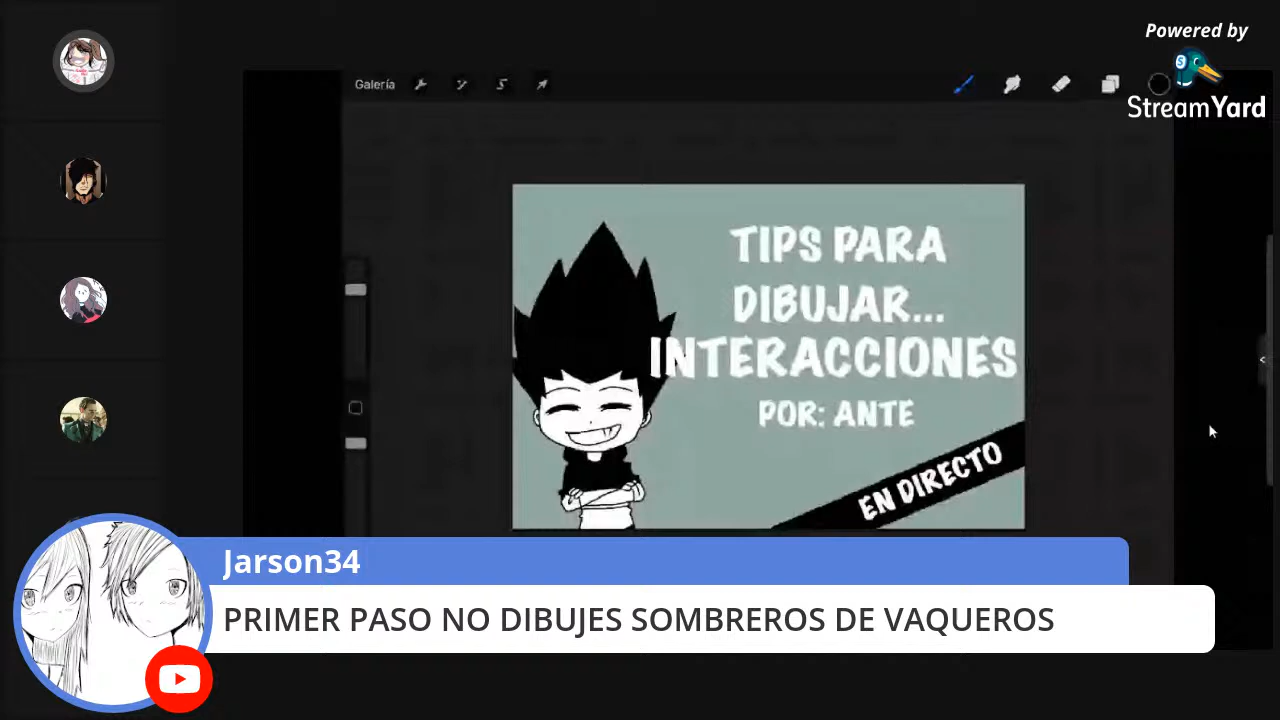 Powered by
StreamYard
Galería
TIPS PARA
DIBUJAR...
INTERACCIONES
POR: ANTE
EN DIRECTO
Jarson34
PRIMER PASO NO DIBUJES SOMBREROS DE VAQUEROS